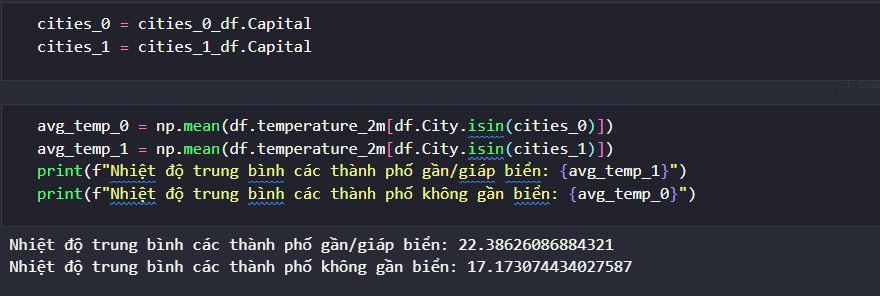 cities_0 = cities_0_df.Capital
cities_1 = cities_1_df.Capital
+ Code
avg_temp_0 = np.mean(df.temperature_2m[df.City.isin(cities_0)])
avg_temp_1 = np.mean(df.temperature_2m[df.City.isin(cities_1)])
print(f"Nhiệt độ trung bình các thành phố gần/giáp biển: {avg_temp_1}")
print(f"Nhiệt độ trung bình các thành phố không gần biển: {avg_temp_0}")
Nhiệt độ trung bình các thành phố gần/giáp biển: 22.38626086884321
Nhiệt độ trung bình các thành phố không gần biển: 17.173074434027587